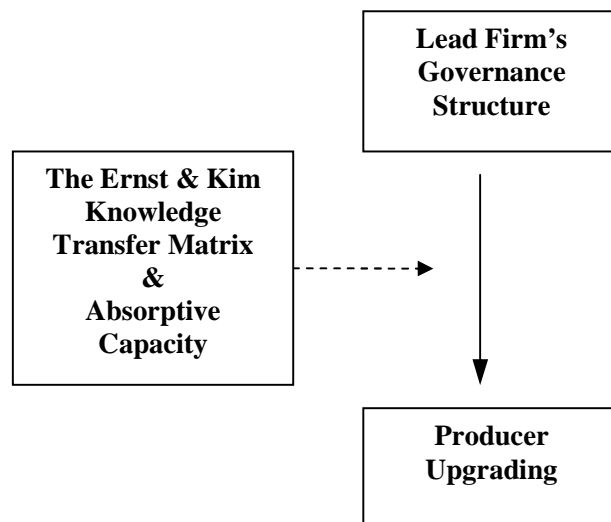 Lead Firm’s
Governance
Structure
The Ernst & Kim
Knowledge
Transfer Matrix
&
Absorptive
Capacity
Producer
Upgrading